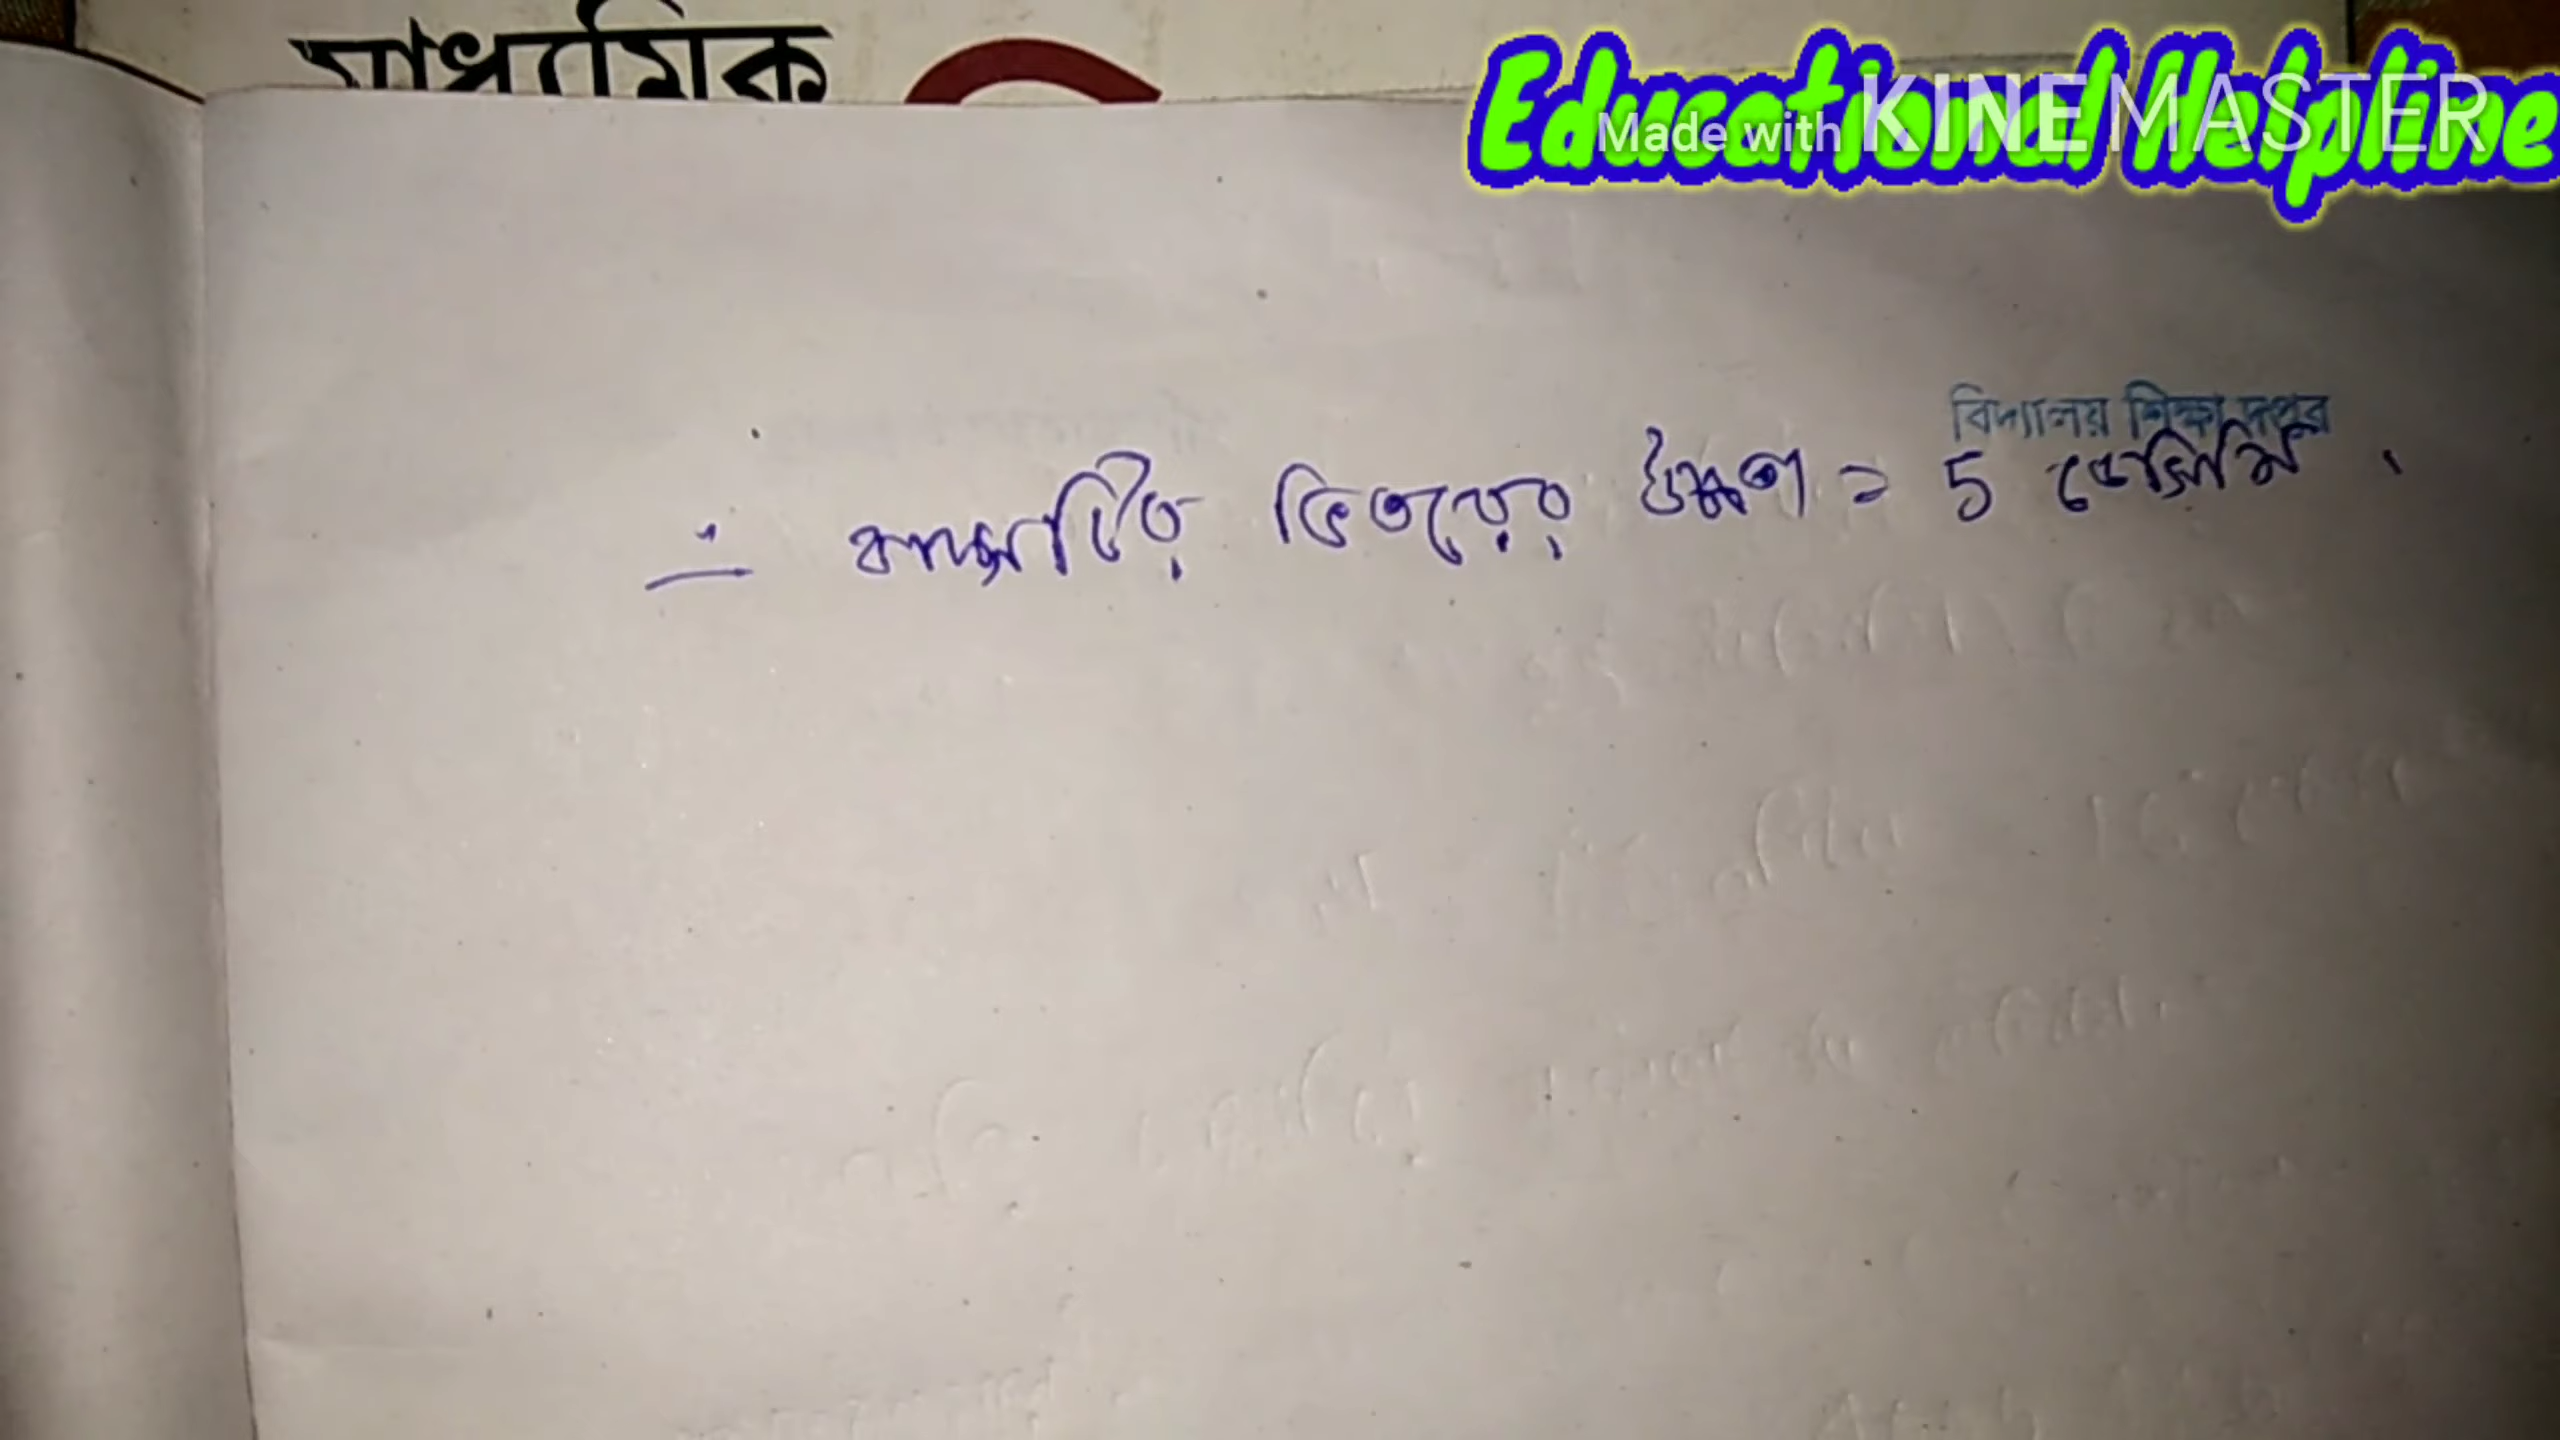 মাধ্যমিক
Educational Helpline
Made with KINEMASTER
বিদ্যালয় শিক্ষা দপ্তর
∴ বাক্সটির ভিতরের উচ্চতা = 5 ডেসিমি .